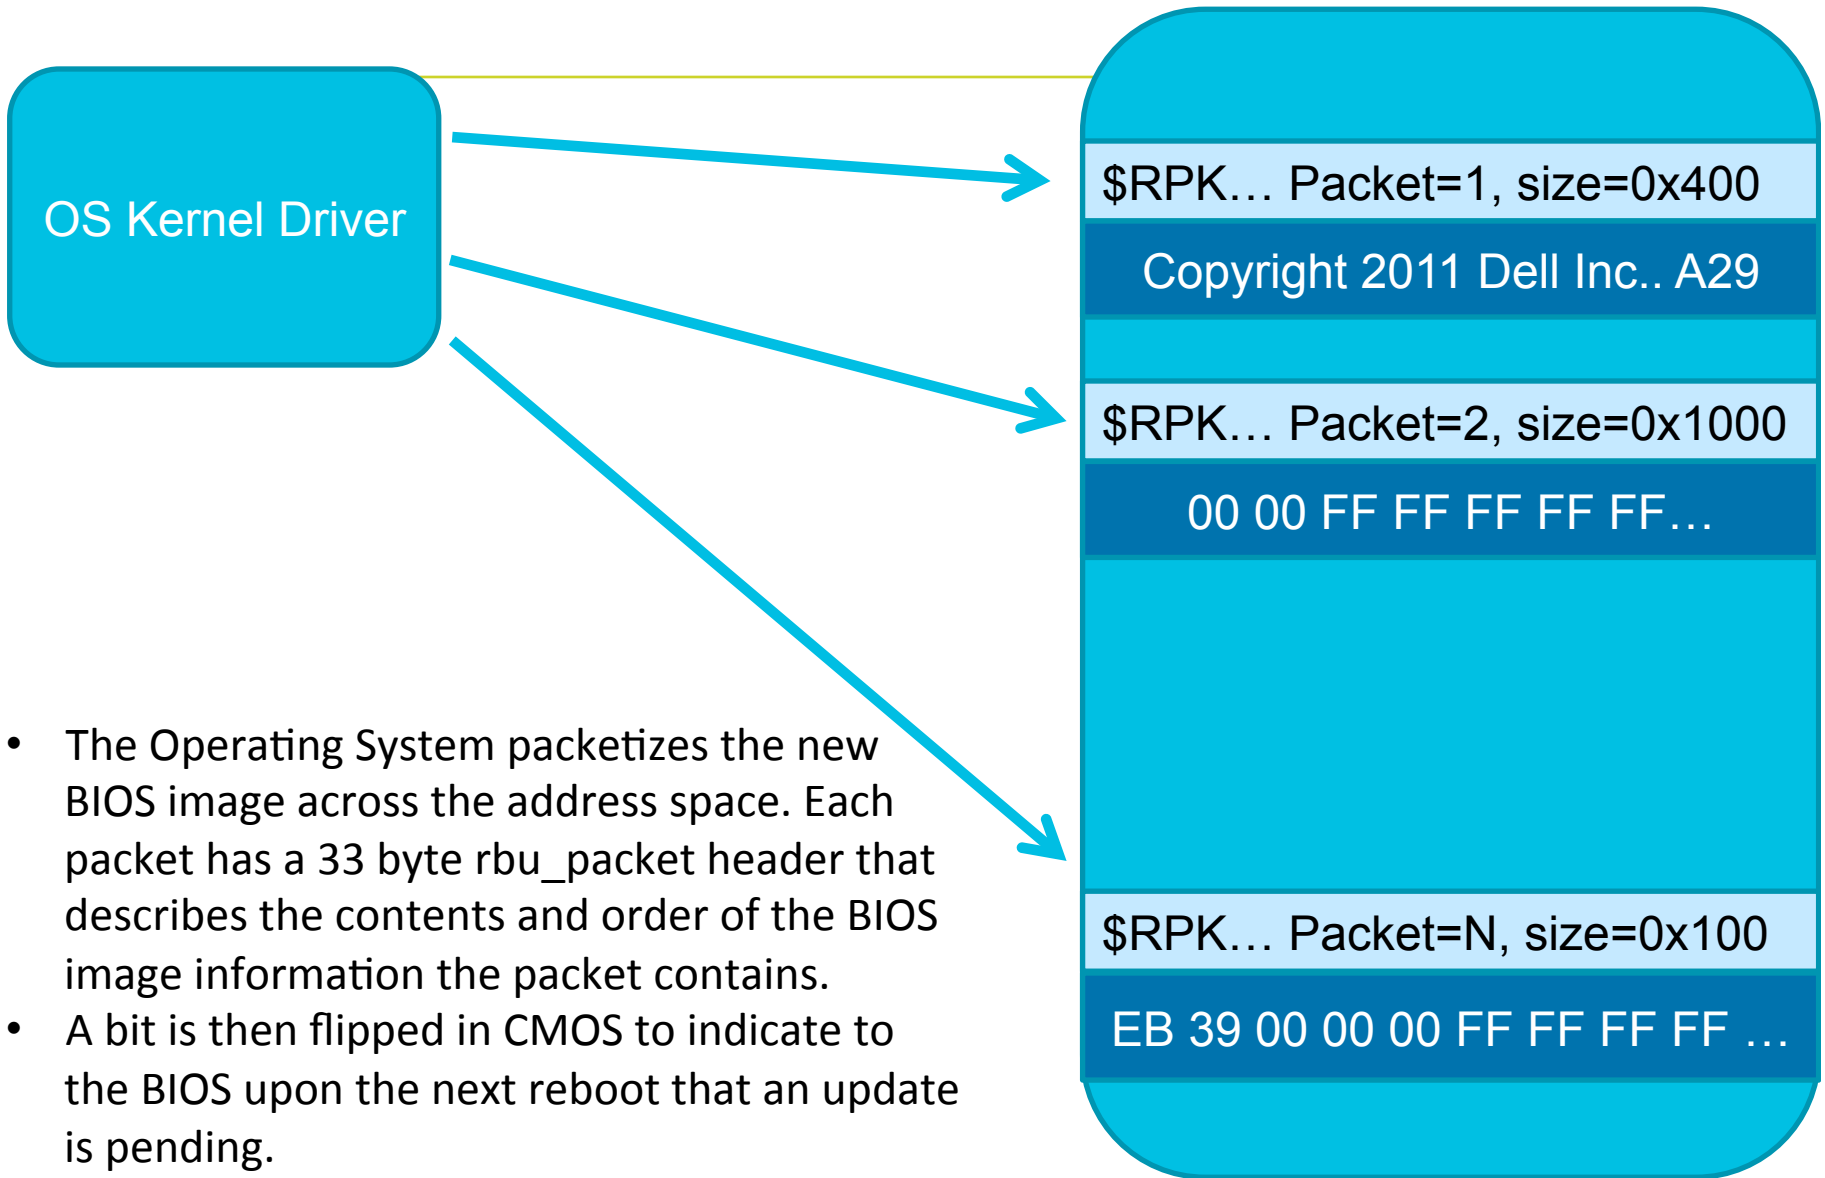 OS Kernel Driver
$RPK… Packet=1, size=0x400
Copyright 2011 Dell Inc.. A29
$RPK… Packet=2, size=0x1000
00 00 FF FF FF FF FF…
$RPK… Packet=N, size=0x100
EB 39 00 00 00 FF FF FF FF …
• The Operating System packetizes the new
BIOS image across the address space. Each
packet has a 33 byte rbu_packet header that
describes the contents and order of the BIOS
image information the packet contains.
• A bit is then flipped in CMOS to indicate to
the BIOS upon the next reboot that an update
is pending.